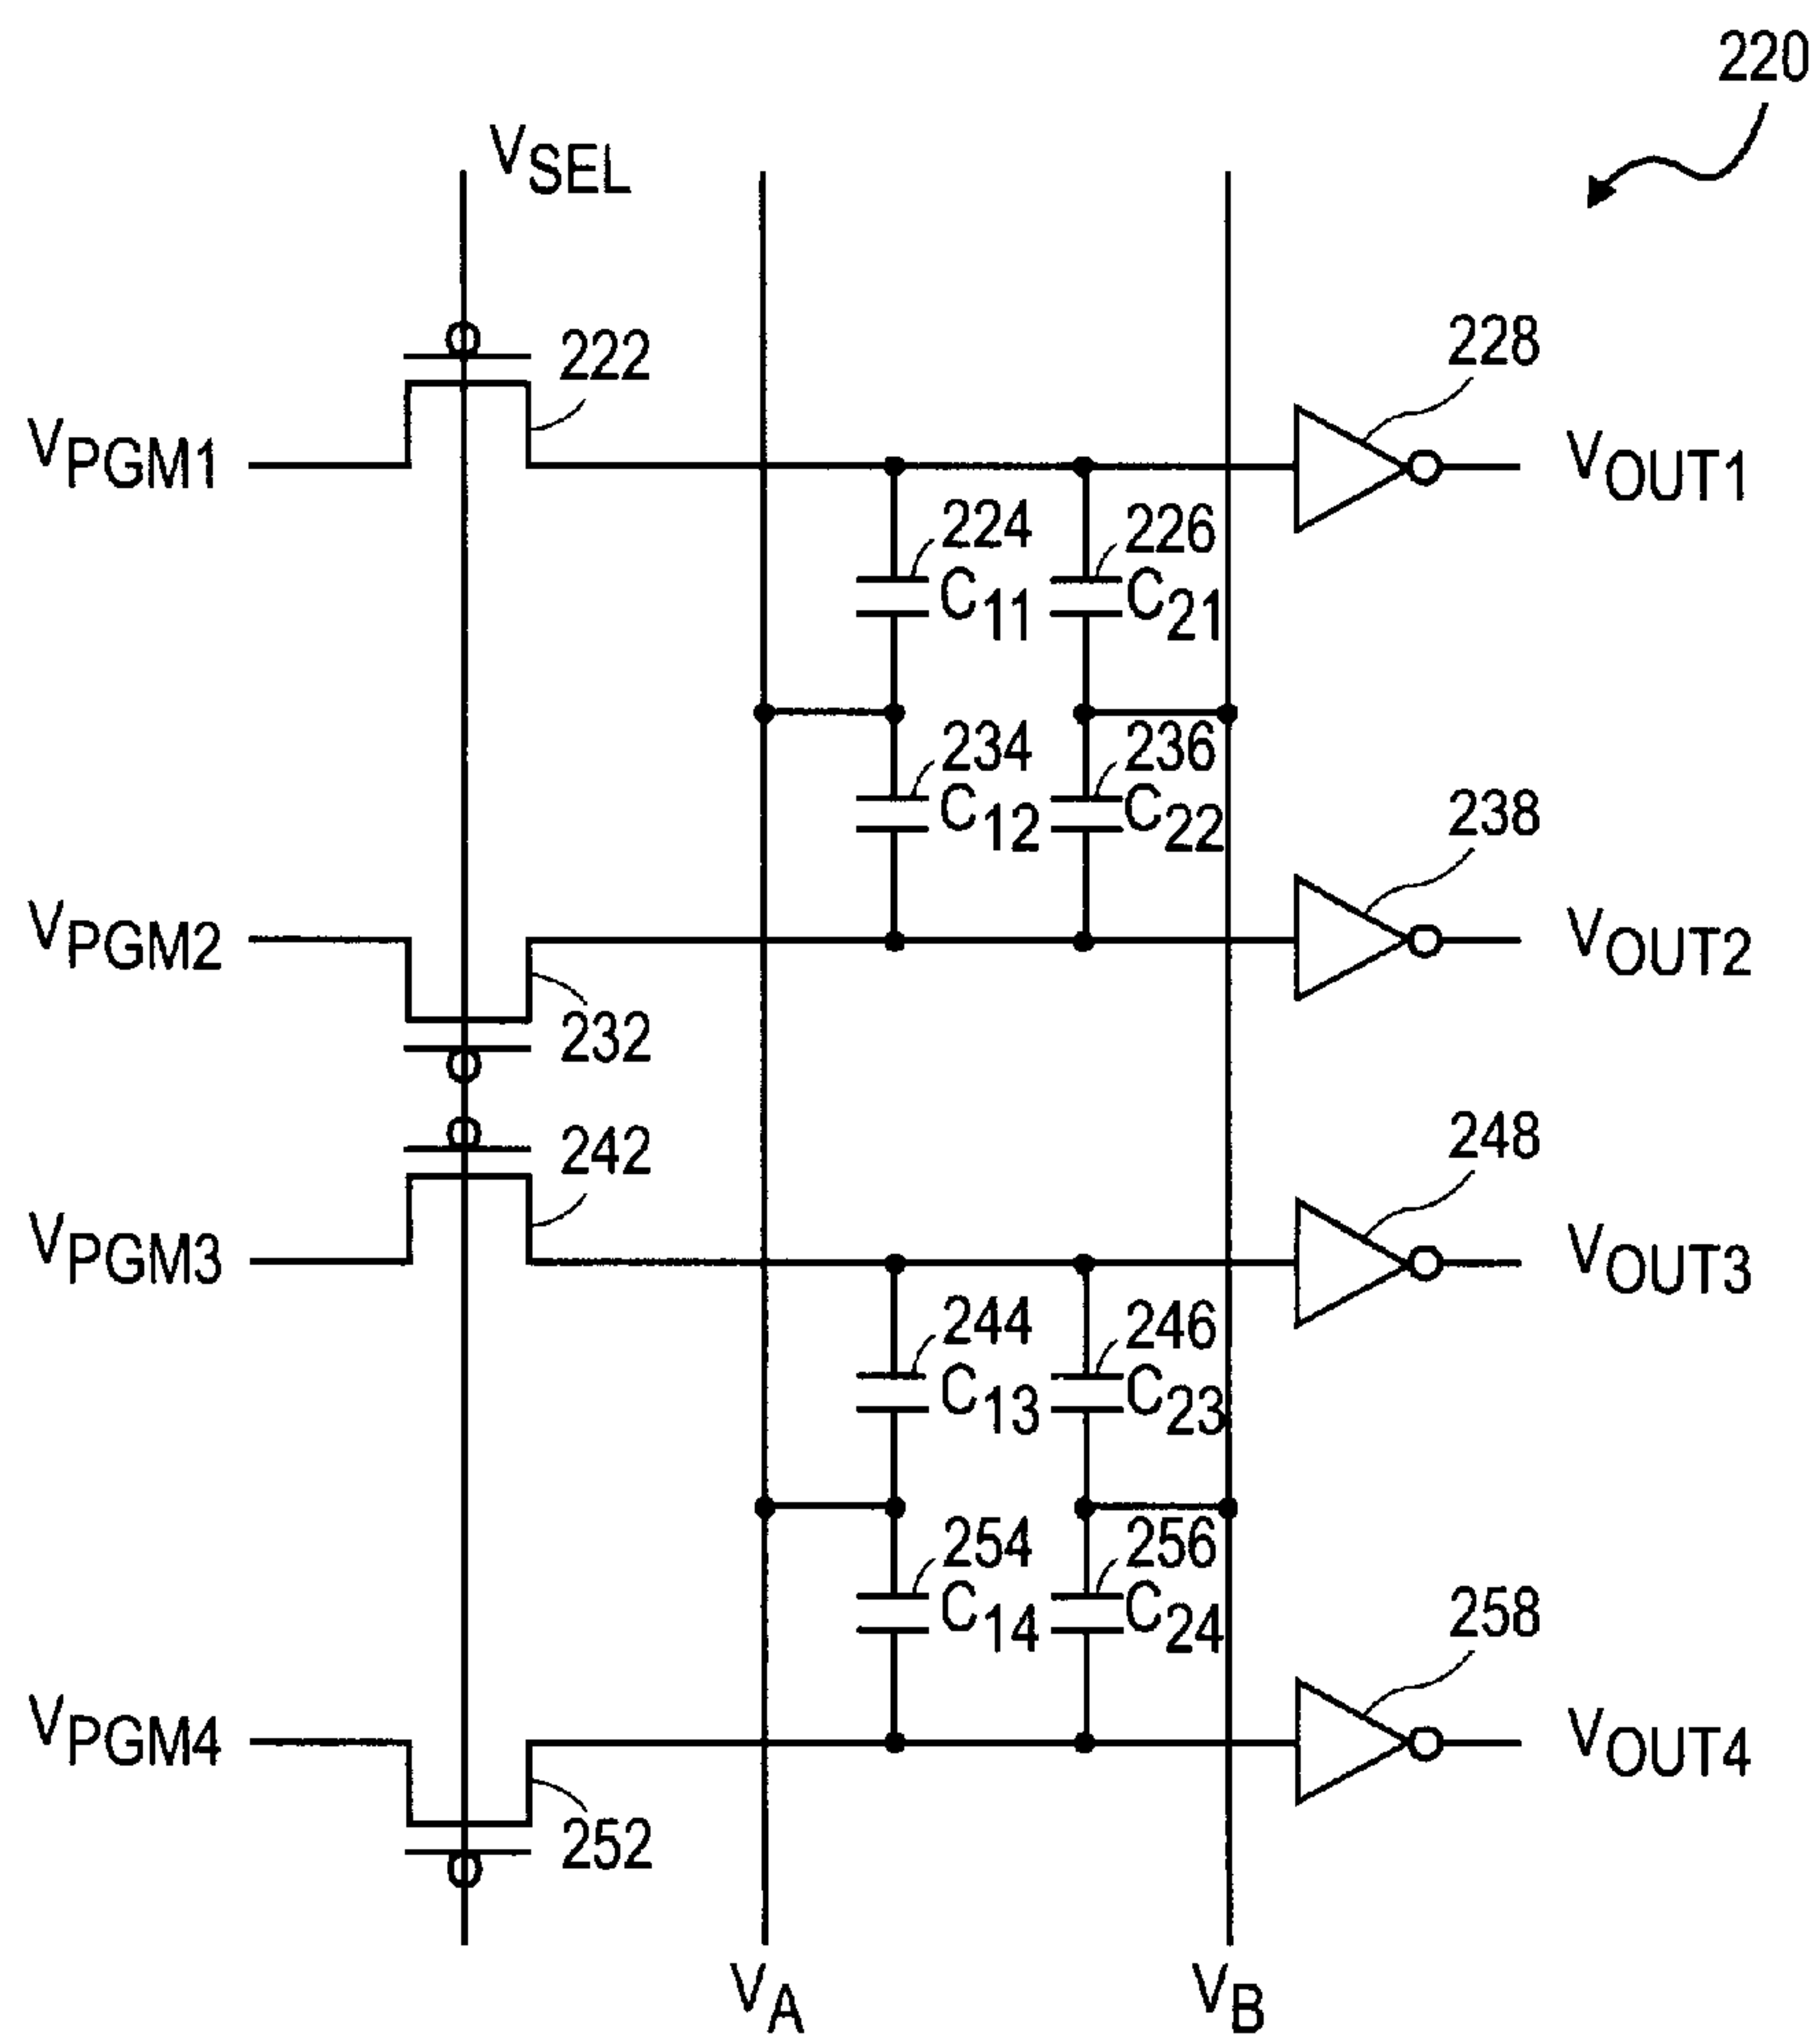 220
VSEL
222
228
VPGM1
VOUT1
224
226
C11
C21
234
236
C12
C22
238
VPGM2
VOUT2
232
242
248
VPGM3
VOUT3
244
246
C13
C23
254
256
C14
C24
258
VPGM4
VOUT4
252
VA
VB